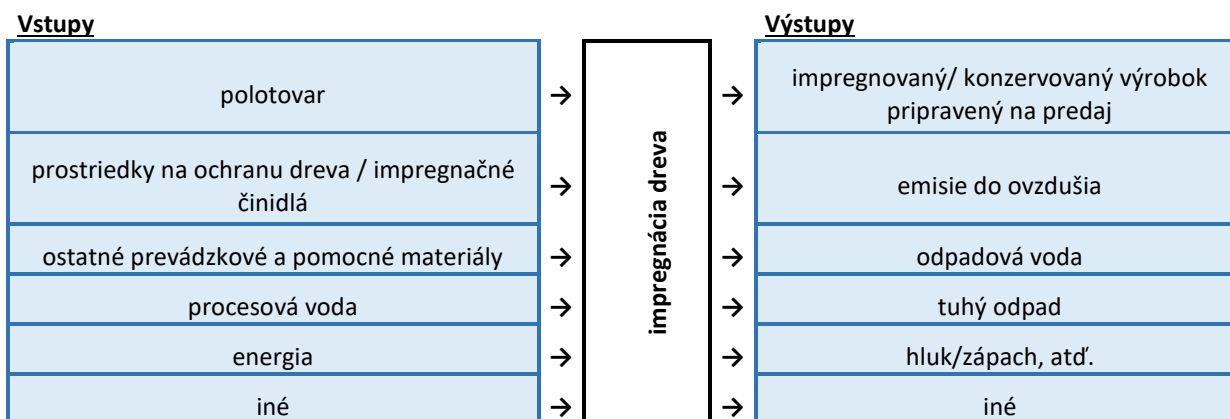 Vstupy
Výstupy
polotovar
→
→
impregnovaný/ konzervovaný výrobok
pripravený na predaj
prostriedky na ochranu dreva / impregnačné
činidlá
→
→
emisie do ovzdušia
ostatné prevádzkové a pomocné materiály
→
→
odpadová voda
procesová voda
→
→
tuhý odpad
energia
→
→
hluk/zápach, atď.
iné
→
→
iné
impregnácia dreva